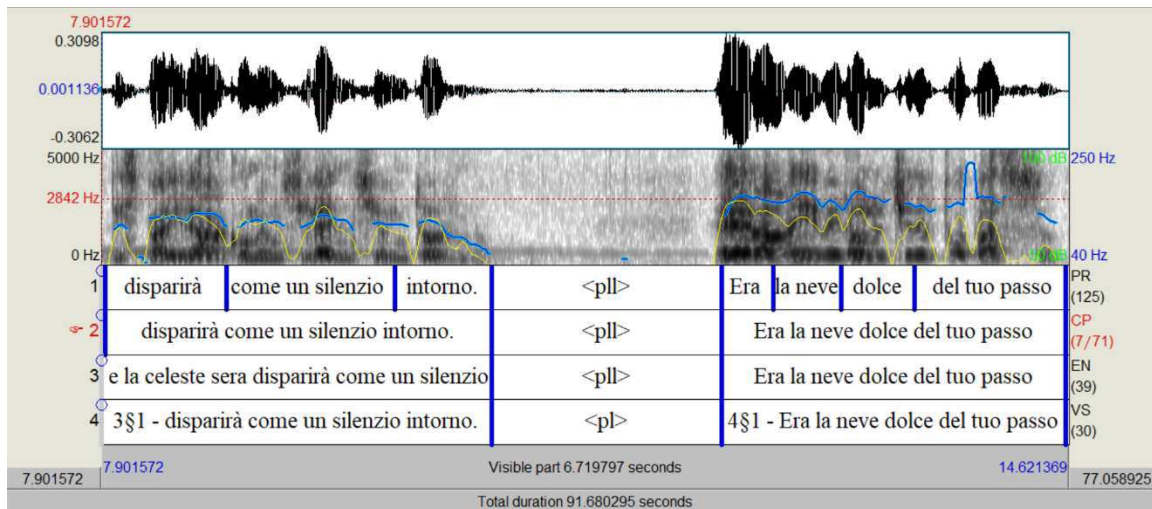 7.901572
0.3098
0.001136
-0.3062
5000 Hz 100 dB 250 Hz
2842 Hz
0 Hz 40 Hz
1 disparirà come un silenzio intorno. <pll> Era la neve dolce del tuo passo PR (125)
2 disparirà come un silenzio intorno. <pll> Era la neve dolce del tuo passo CP (7/71)
3 e la celeste sera disparirà come un silenzio <pll> Era la neve dolce del tuo passo EN (39)
4 3§1 - disparirà come un silenzio intorno. <pl> 4§1 - Era la neve dolce del tuo passo VS (30)
7.901572 Visible part 6.719797 seconds 14.621369
7.901572 77.058925
Total duration 91.680295 seconds